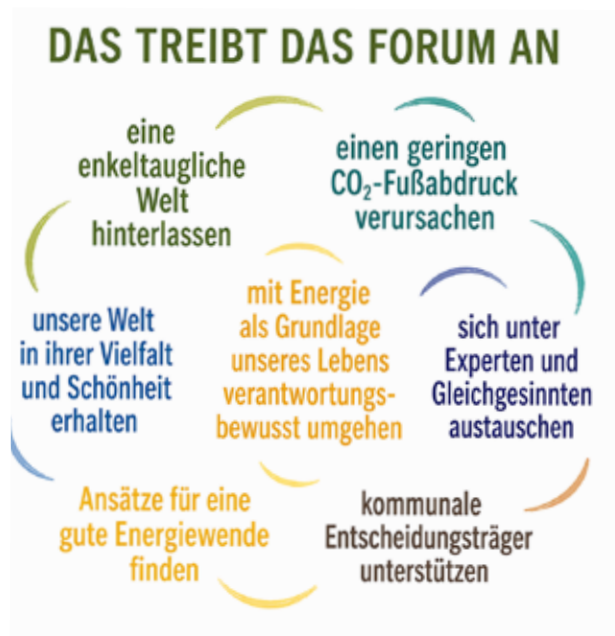 DAS TREIBT DAS FORUM AN
eine
enkeltaugliche
Welt
hinterlassen
einen geringen
CO₂-Fußabdruck
verursachen
unsere Welt
in ihrer Vielfalt
und Schönheit
erhalten
mit Energie
als Grundlage
unseres Lebens
verantwortungs-
bewusst umgehen
sich unter
Experten und
Gleichgesinnten
austauschen
Ansätze für eine
gute Energiewende
finden
kommunale
Entscheidungsträger
unterstützen